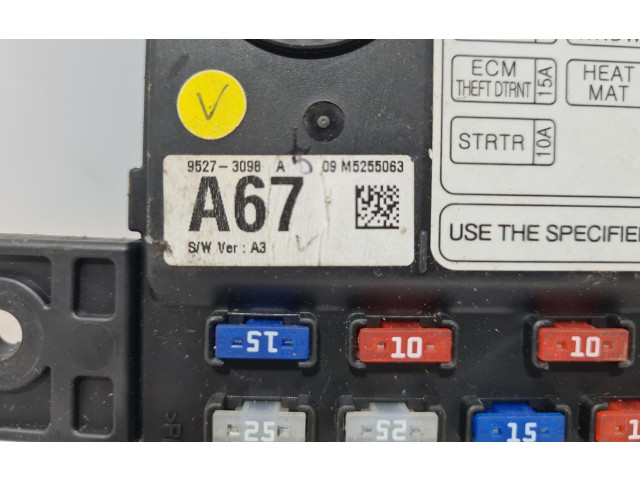 ECM
THEFT DTRNT
15A
HEAT
MAT
STRTR
10A
V
9527-3098 A 09 M5255063
A67
S/W Ver : A3
USE THE SPECIFIE
15
10
10
25
25
15